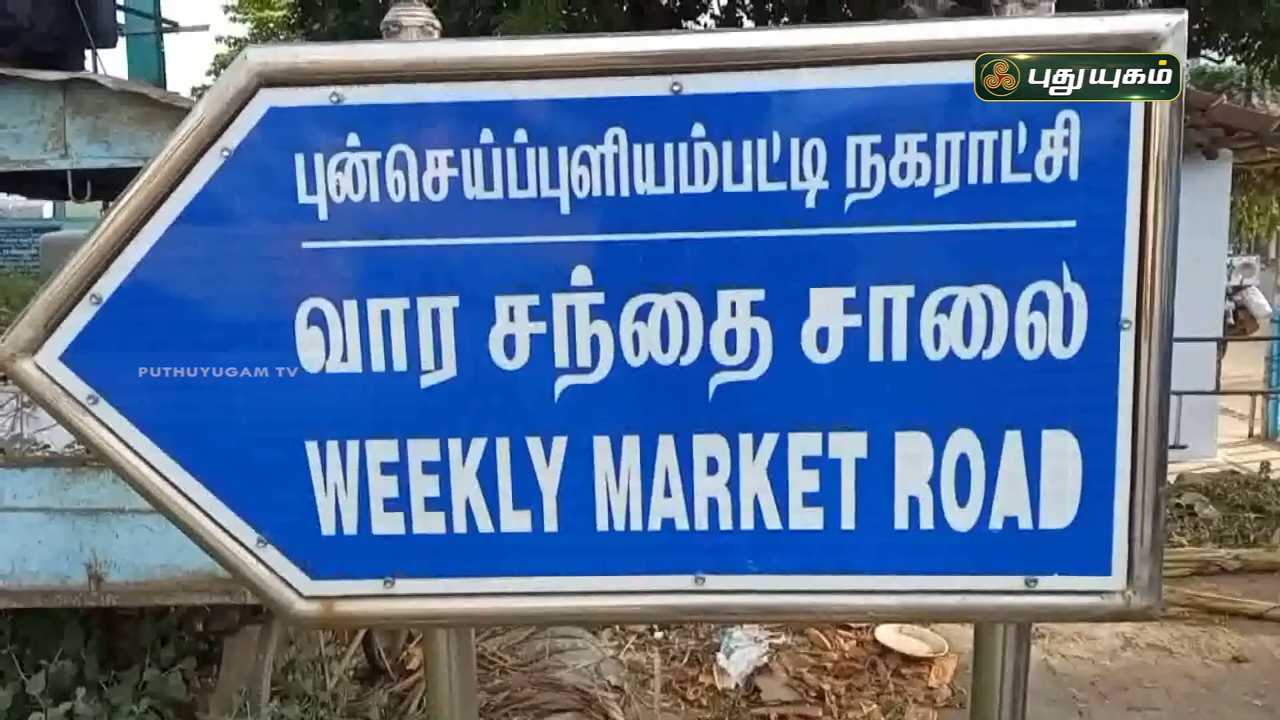 புதுயுகம்
புன்செய்ப்புளியம்பட்டி நகராட்சி
வார சந்தை சாலை
PUTHUYUGAM TV
WEEKLY MARKET ROAD